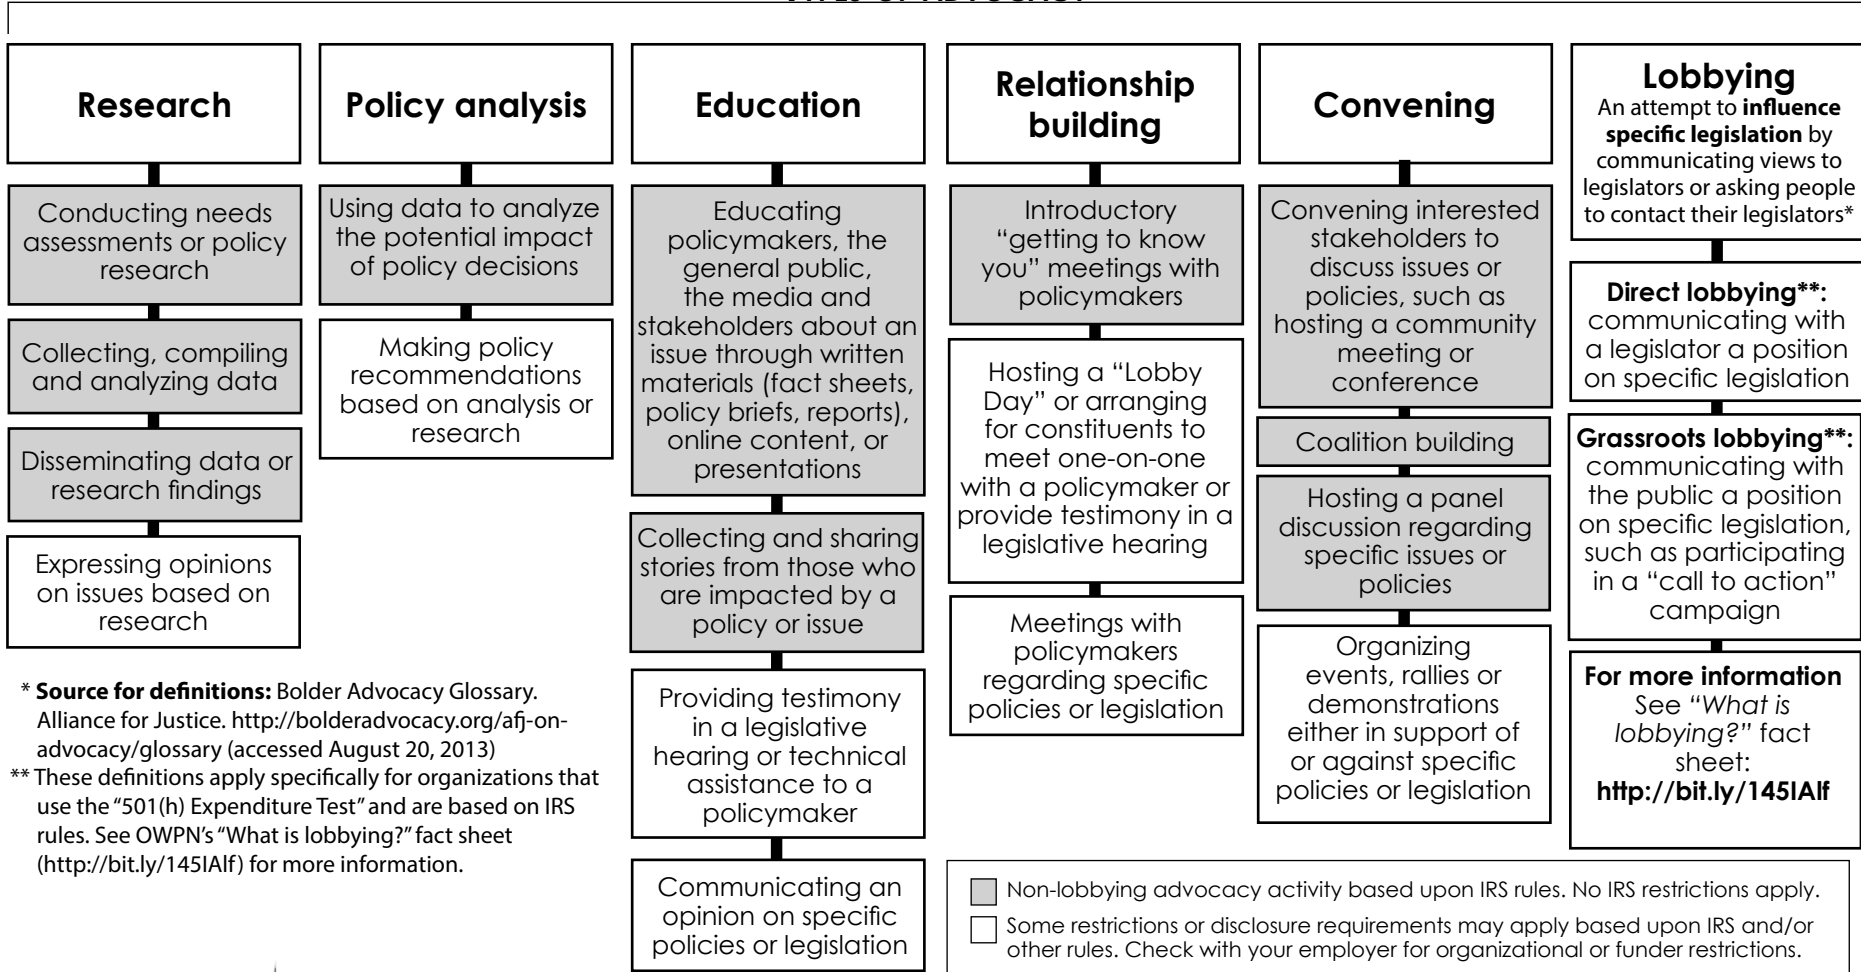 TYPES OF ADVOCACY
Research
Conducting needs
assessments or policy
research
Collecting, compiling
and analyzing data
Disseminating data or
research findings
Expressing opinions
on issues based on
research
Policy analysis
Using data to analyze
the potential impact
of policy decisions
Making policy
recommendations
based on analysis or
research
Education
Educating
policymakers, the
general public,
the media and
stakeholders about an
issue through written
materials (fact sheets,
policy briefs, reports),
online content, or
presentations
Collecting and sharing
stories from those who
are impacted by a
policy or issue
Providing testimony
in a legislative
hearing or technical
assistance to a
policymaker
Communicating an
opinion on specific
policies or legislation
Relationship
building
Introductory
“getting to know
you” meetings with
policymakers
Hosting a “Lobby
Day” or arranging
for constituents to
meet one-on-one
with a policymaker or
provide testimony in a
legislative hearing
Meetings with
policymakers
regarding specific
policies or legislation
Convening
Convening interested
stakeholders to
discuss issues or
policies, such as
hosting a community
meeting or
conference
Coalition building
Hosting a panel
discussion regarding
specific issues or
policies
Organizing
events, rallies or
demonstrations
either in support of
or against specific
policies or legislation
Lobbying
An attempt to influence
specific legislation by
communicating views to
legislators or asking people
to contact their legislators*
Direct lobbying**:
communicating with
a legislator a position
on specific legislation
Grassroots lobbying**:
communicating with
the public a position
on specific legislation,
such as participating
in a “call to action”
campaign
For more information
See “What is
lobbying?” fact
sheet:
http://bit.ly/145IAlf
* Source for definitions: Bolder Advocacy Glossary.
Alliance for Justice. http://bolderadvocacy.org/afj-on-
advocacy/glossary (accessed August 20, 2013)
** These definitions apply specifically for organizations that
use the “501(h) Expenditure Test” and are based on IRS
rules. See OWPN’s “What is lobbying?” fact sheet
(http://bit.ly/145IAlf) for more information.
Non-lobbying advocacy activity based upon IRS rules. No IRS restrictions apply.
Some restrictions or disclosure requirements may apply based upon IRS and/or
other rules. Check with your employer for organizational or funder restrictions.